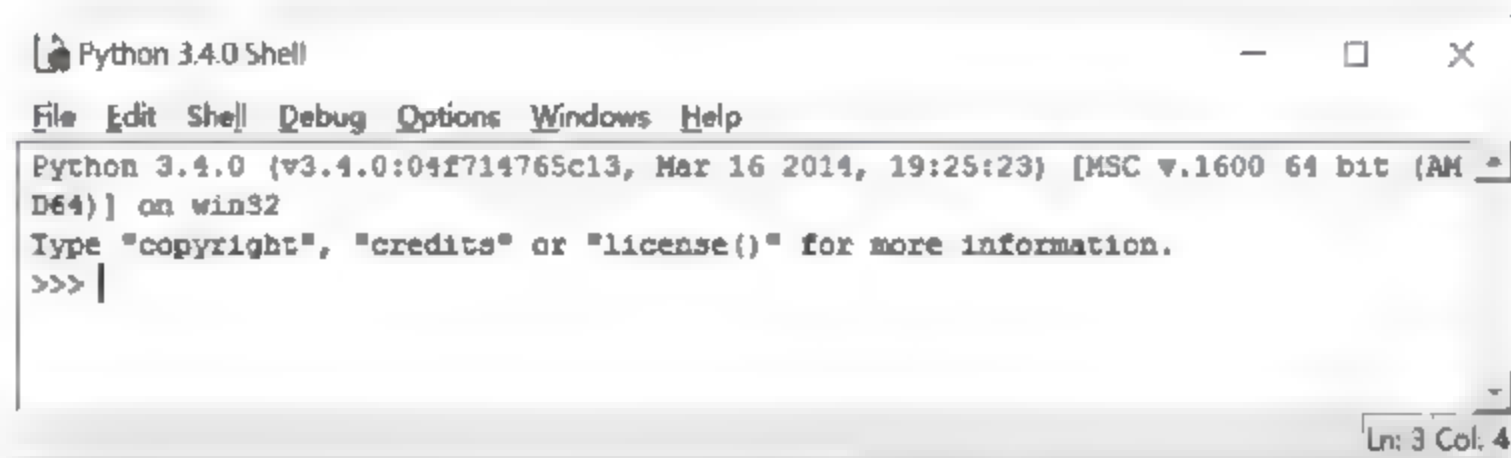 Python 3.4.0 Shell
File Edit Shell Debug Options Windows Help
Python 3.4.0 (v3.4.0:04f714765c13, Mar 16 2014, 19:25:23) [MSC v.1600 64 bit (AM
D64)] on win32
Type "copyright", "credits" or "license()" for more information.
>>>
Ln: 3 Col: 4